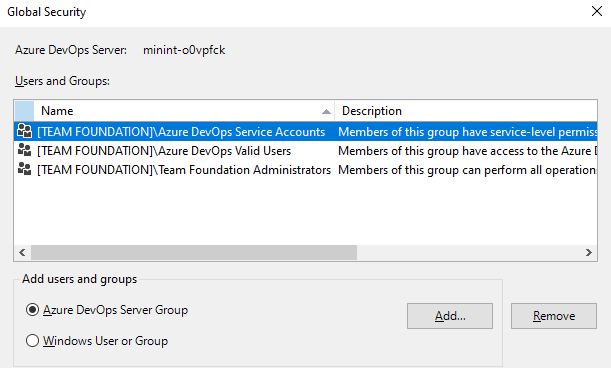 Global Security
Azure DevOps Server: minint-o0vpfck
Users and Groups:
Name Description
[TEAM FOUNDATION]\Azure DevOps Service Accounts Members of this group have service-level permiss
[TEAM FOUNDATION]\Azure DevOps Valid Users Members of this group have access to the Azure D
[TEAM FOUNDATION]\Team Foundation Administrators Members of this group can perform all operations
Add users and groups
Azure DevOps Server Group
Add... Remove
Windows User or Group